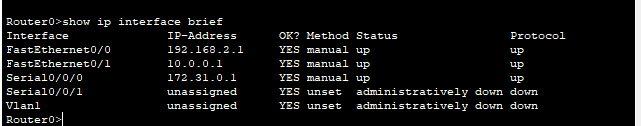 Router0>show ip interface brief
Interface              IP-Address      OK? Method Status                Protocol
FastEthernet0/0        192.168.2.1     YES manual up                    up
FastEthernet0/1        10.0.0.1        YES manual up                    up
Serial0/0/0            172.31.0.1      YES manual up                    up
Serial0/0/1            unassigned      YES unset  administratively down down
Vlan1                  unassigned      YES unset  administratively down down
Router0>